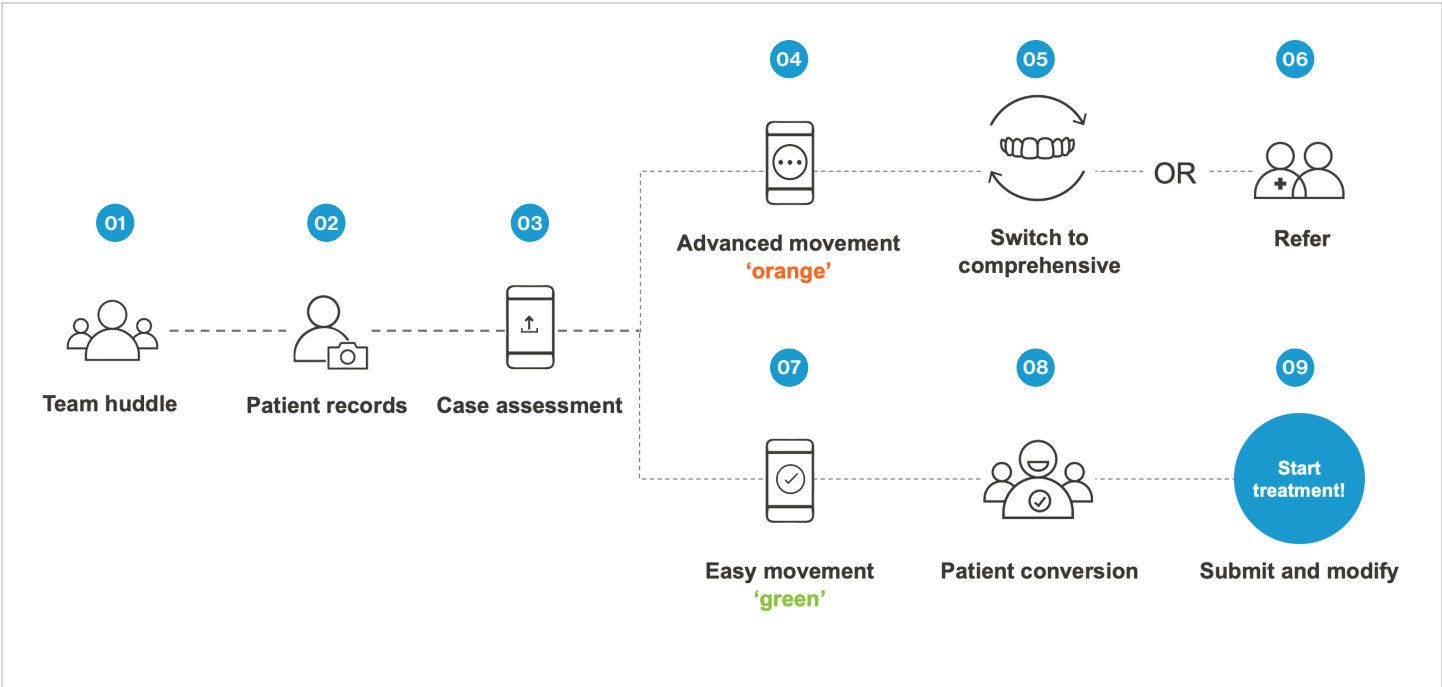 01
Team huddle
02
Patient records
03
Case assessment
04
Advanced movement
‘orange’
05
Switch to
comprehensive
OR
06
Refer
07
Easy movement
‘green’
08
Patient conversion
09
Start
treatment!
Submit and modify